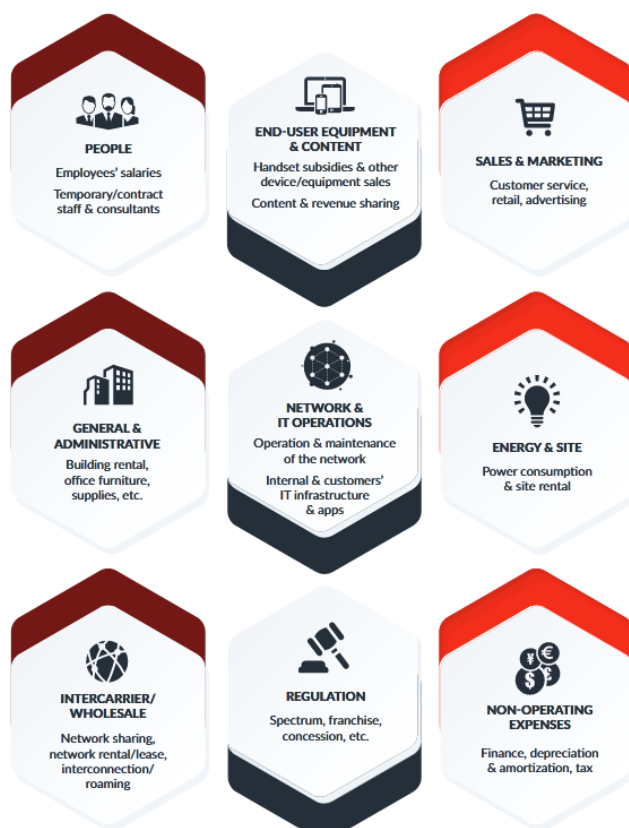 PEOPLE
Employees' salaries
Temporary/contract
staff & consultants
END-USER EQUIPMENT
& CONTENT
Handset subsidies & other
device/equipment sales
Content & revenue sharing
SALES & MARKETING
Customer service,
retail, advertising
GENERAL &
ADMINISTRATIVE
Building rental,
office furniture,
supplies, etc.
NETWORK &
IT OPERATIONS
Operation & maintenance
of the network
Internal & customers'
IT infrastructure
& apps
ENERGY & SITE
Power consumption
& site rental
INTERCARRIER/
WHOLESALE
Network sharing,
network rental/lease,
interconnection/
roaming
REGULATION
Spectrum, franchise,
concession, etc.
¥ €
$ £
NON-OPERATING
EXPENSES
Finance, depreciation
& amortization, tax